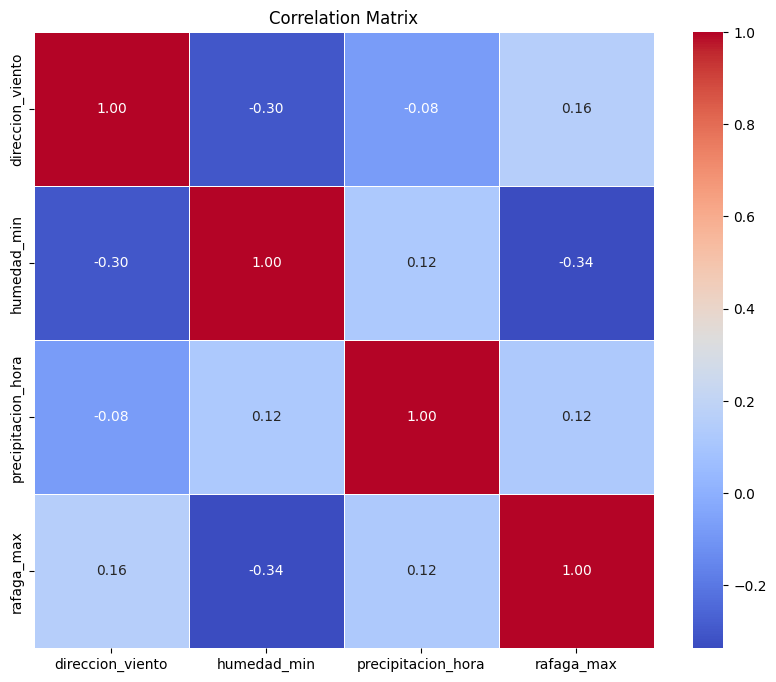 Correlation Matrix
direccion_viento
1.00 -0.30 -0.08 0.16
humedad_min
-0.30 1.00 0.12 -0.34
precipitacion_hora
-0.08 0.12 1.00 0.12
rafaga_max
0.16 -0.34 0.12 1.00
direccion_viento humedad_min precipitacion_hora rafaga_max
1.0
0.8
0.6
0.4
0.2
0.0
−0.2